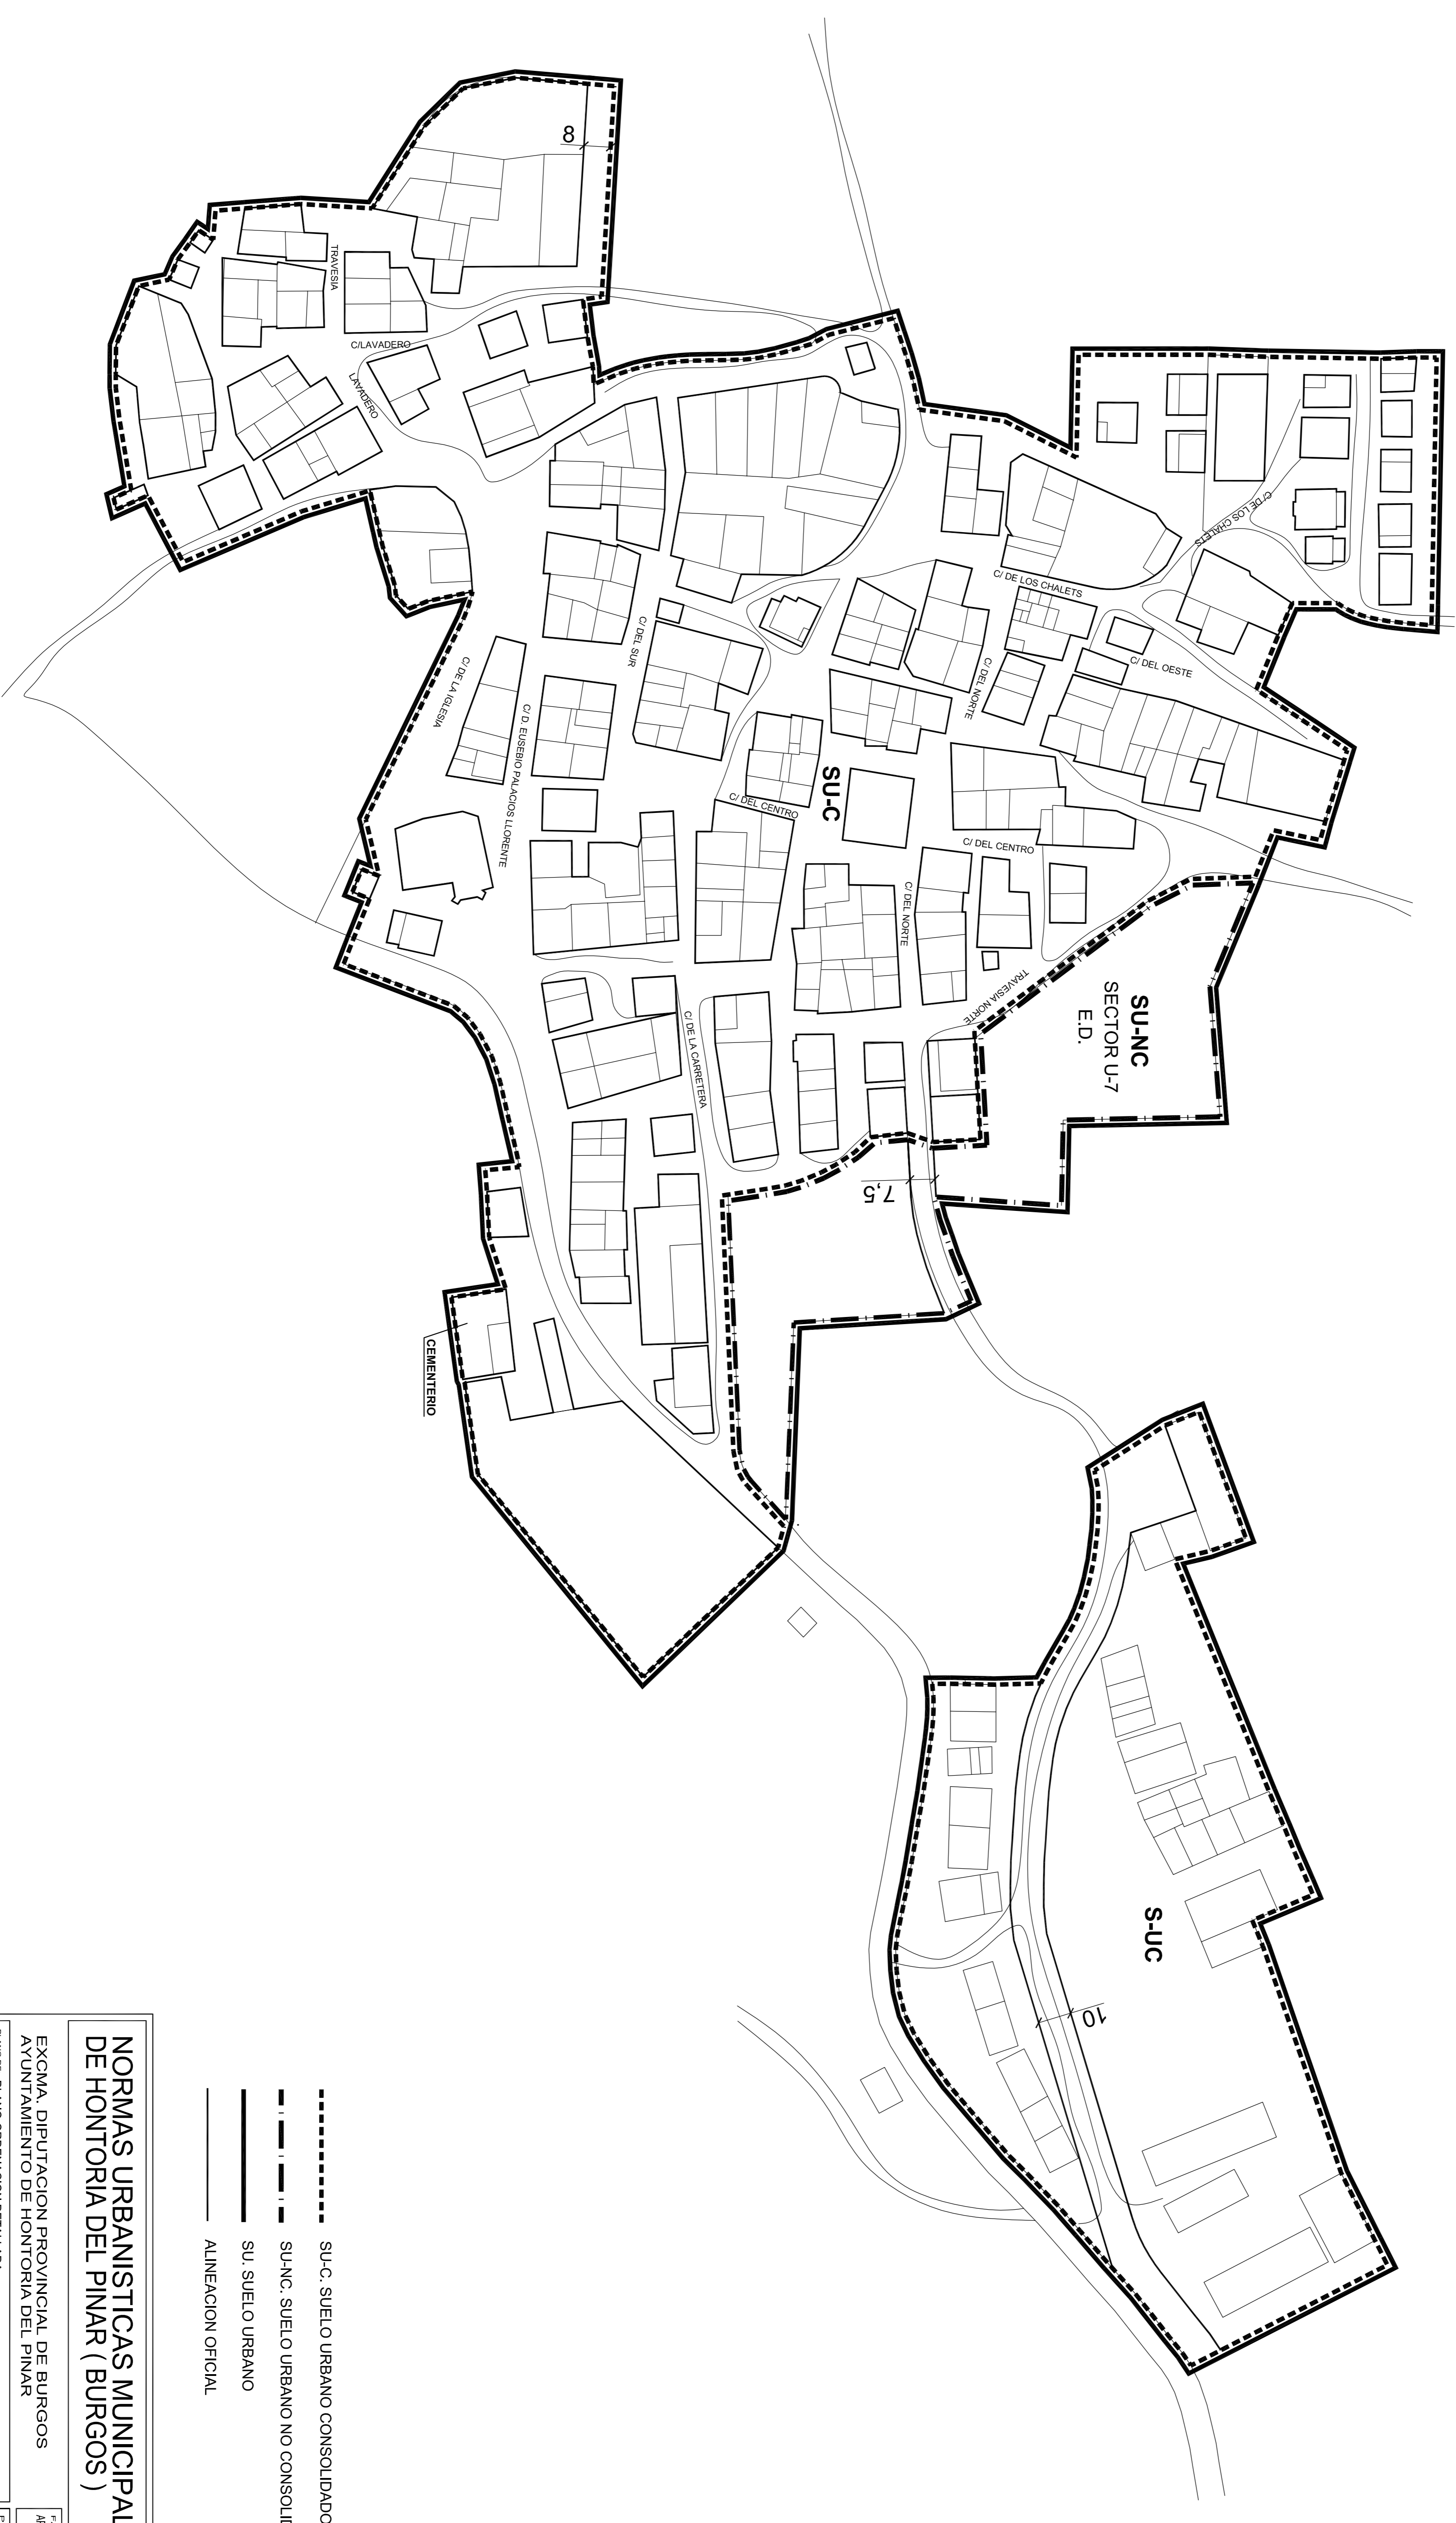 8
TRAVESIA
C/LAVADERO
LAVADERO
C/ DE LA IGLESIA
C/ D. EUSEBIO PALACIOS LLORENTE
C/ DEL SUR
C/ DE LOS CHALETS
C/ DE LOS CHALETS
C/ DEL OESTE
C/ DEL NORTE
SU-C
C/ DEL CENTRO
C/ DEL CENTRO
C/ DEL NORTE
TRAVESIA NORTE
C/ DE LA CARRETERA
SU-NC
SECTOR U-7
E.D.
7,5
CEMENTERIO
S-UC
10
SU-C. SUELO URBANO CONSOLIDADO
SU-NC. SUELO URBANO NO CONSOLID
SU. SUELO URBANO
ALINEACION OFICIAL
NORMAS URBANISTICAS MUNICIPAL
DE HONTORIA DEL PINAR ( BURGOS )
EXCMA. DIPUTACION PROVINCIAL DE BURGOS
AYUNTAMIENTO DE HONTORIA DEL PINAR